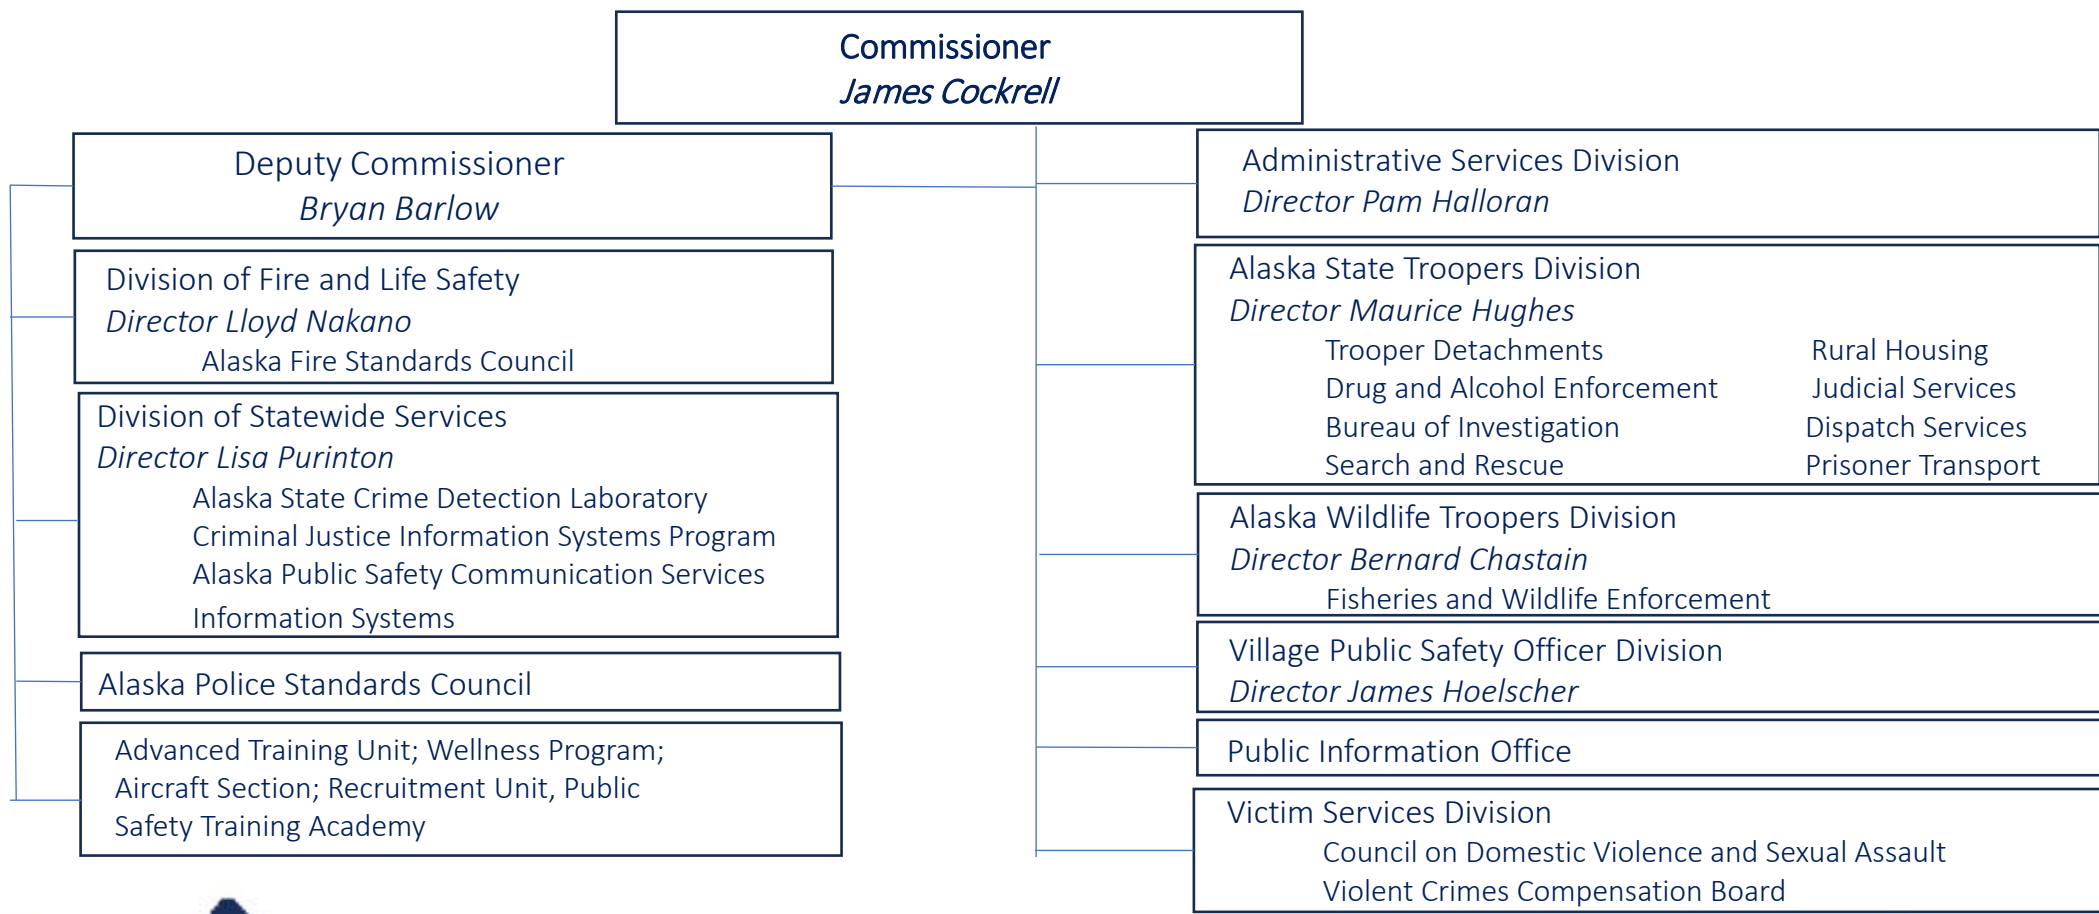 Commissioner
James Cockrell
Deputy Commissioner
Bryan Barlow
Division of Fire and Life Safety
Director Lloyd Nakano
Alaska Fire Standards Council
Division of Statewide Services
Director Lisa Purinton
Alaska State Crime Detection Laboratory
Criminal Justice Information Systems Program
Alaska Public Safety Communication Services
Information Systems
Alaska Police Standards Council
Advanced Training Unit; Wellness Program;
Aircraft Section; Recruitment Unit, Public
Safety Training Academy
Administrative Services Division
Director Pam Halloran
Alaska State Troopers Division
Director Maurice Hughes
Trooper Detachments
Drug and Alcohol Enforcement
Bureau of Investigation
Search and Rescue
Rural Housing
Judicial Services
Dispatch Services
Prisoner Transport
Alaska Wildlife Troopers Division
Director Bernard Chastain
Fisheries and Wildlife Enforcement
Village Public Safety Officer Division
Director James Hoelscher
Public Information Office
Victim Services Division
Council on Domestic Violence and Sexual Assault
Violent Crimes Compensation Board